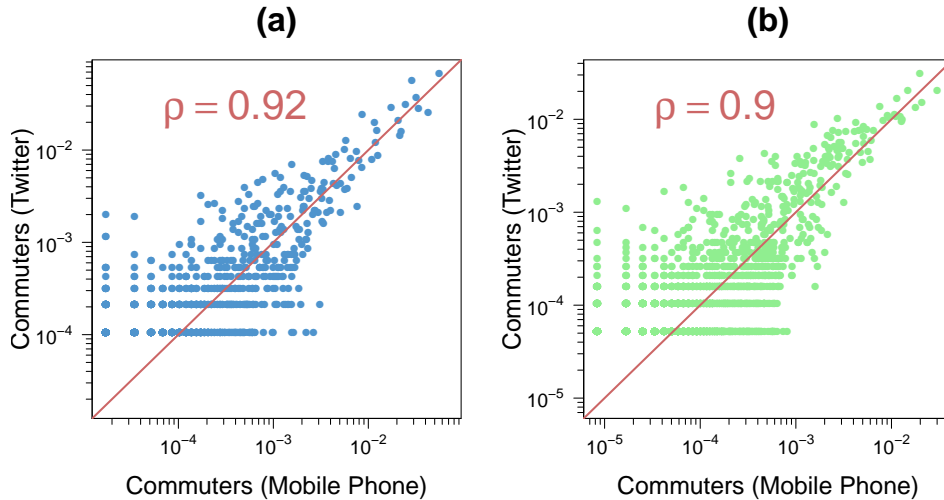 (a)
(b)
ρ = 0.92
ρ = 0.9
Commuters (Twitter)
10⁻²
10⁻³
10⁻⁴
10⁻⁴
10⁻³
10⁻²
Commuters (Mobile Phone)
Commuters (Twitter)
10⁻²
10⁻³
10⁻⁴
10⁻⁵
10⁻⁵
10⁻⁴
10⁻³
10⁻²
Commuters (Mobile Phone)